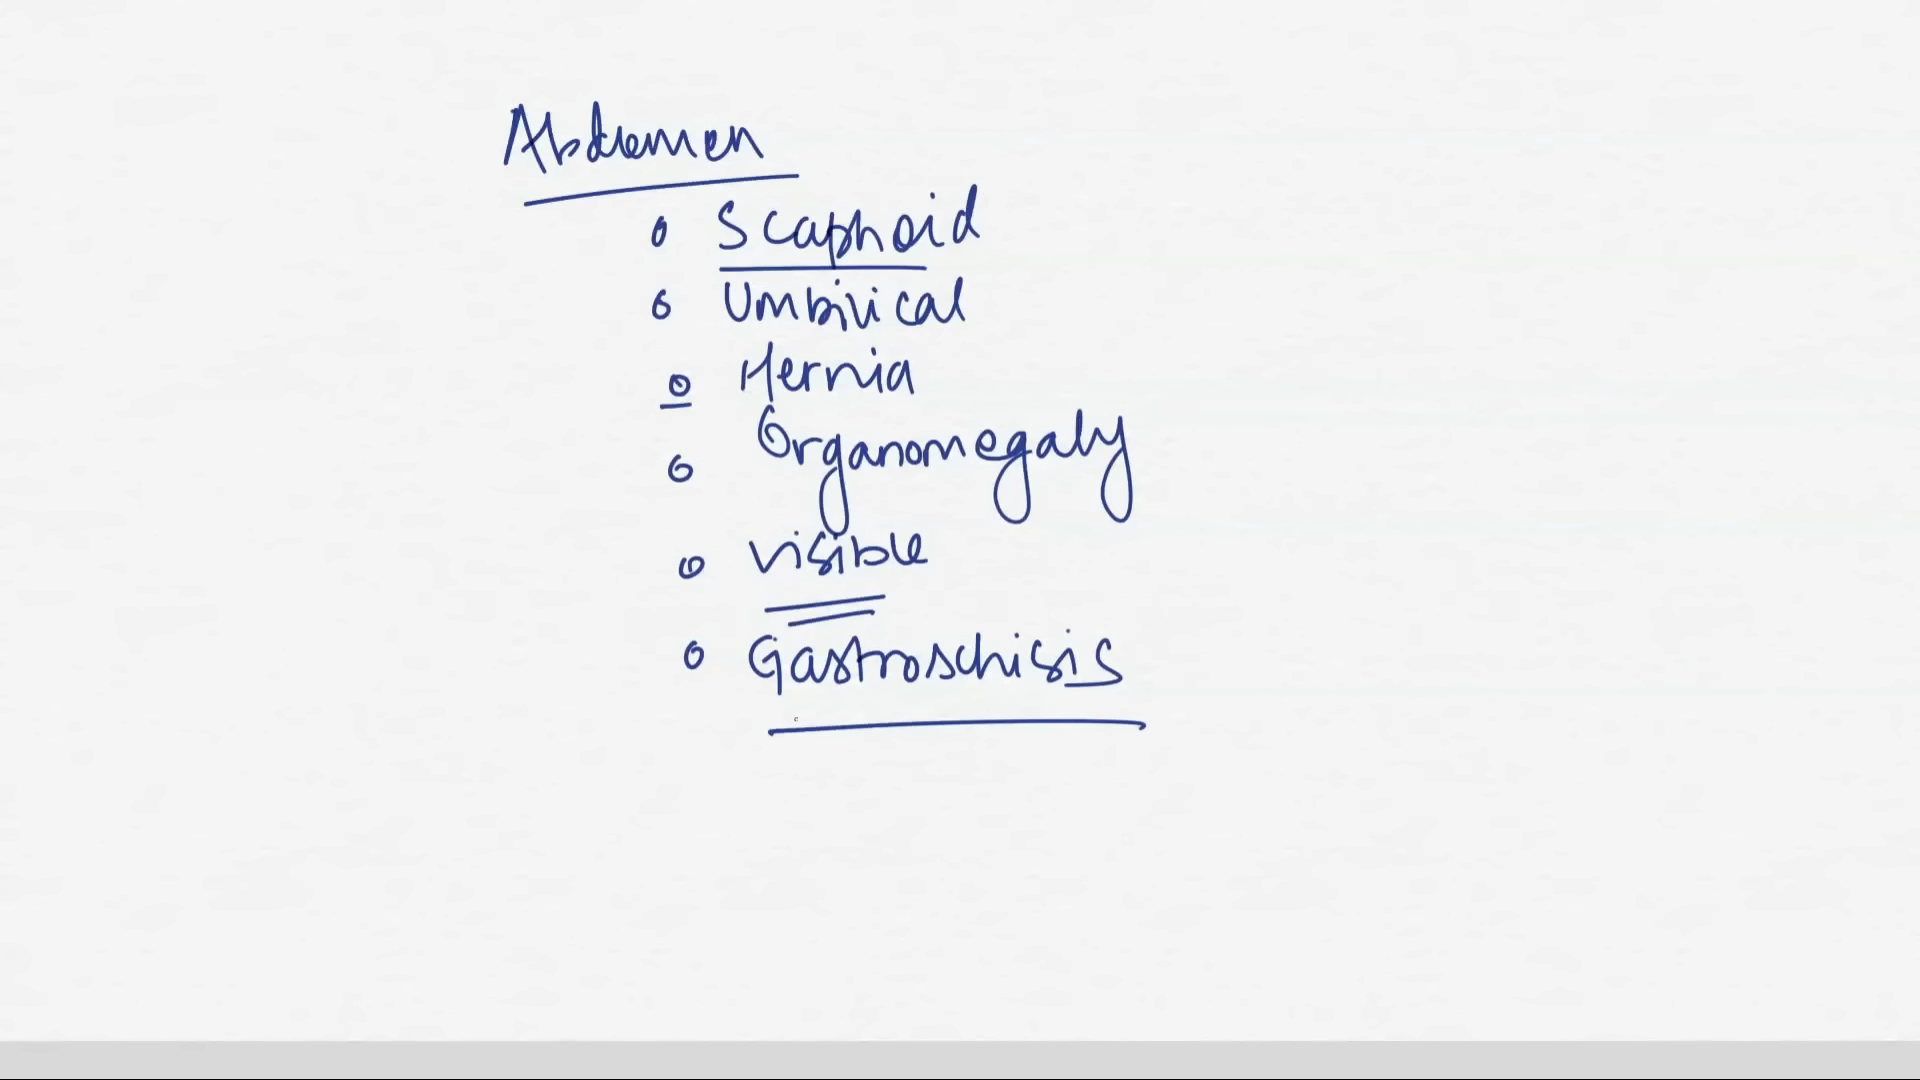 Abdomen
Scaphoid
Umbilical
Hernia
Organomegaly
visible
Gastroschisis